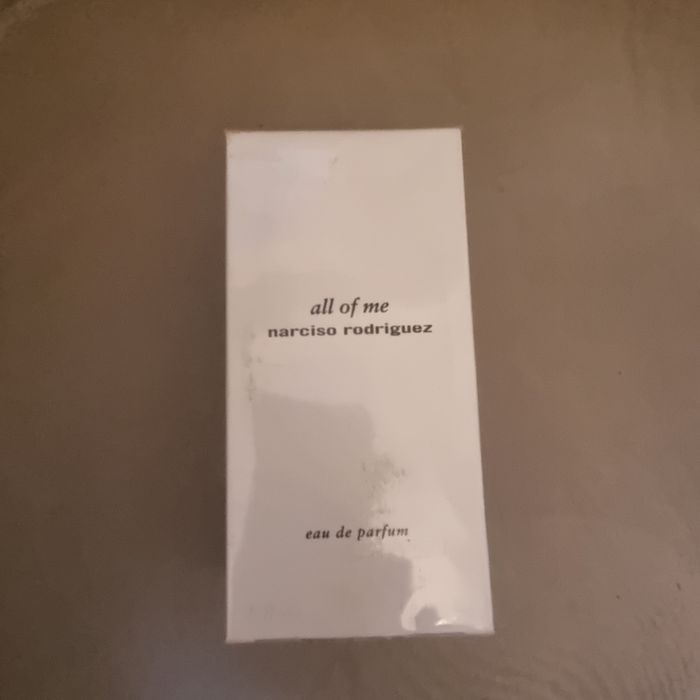 all of me
narciso rodriguez
eau de parfum